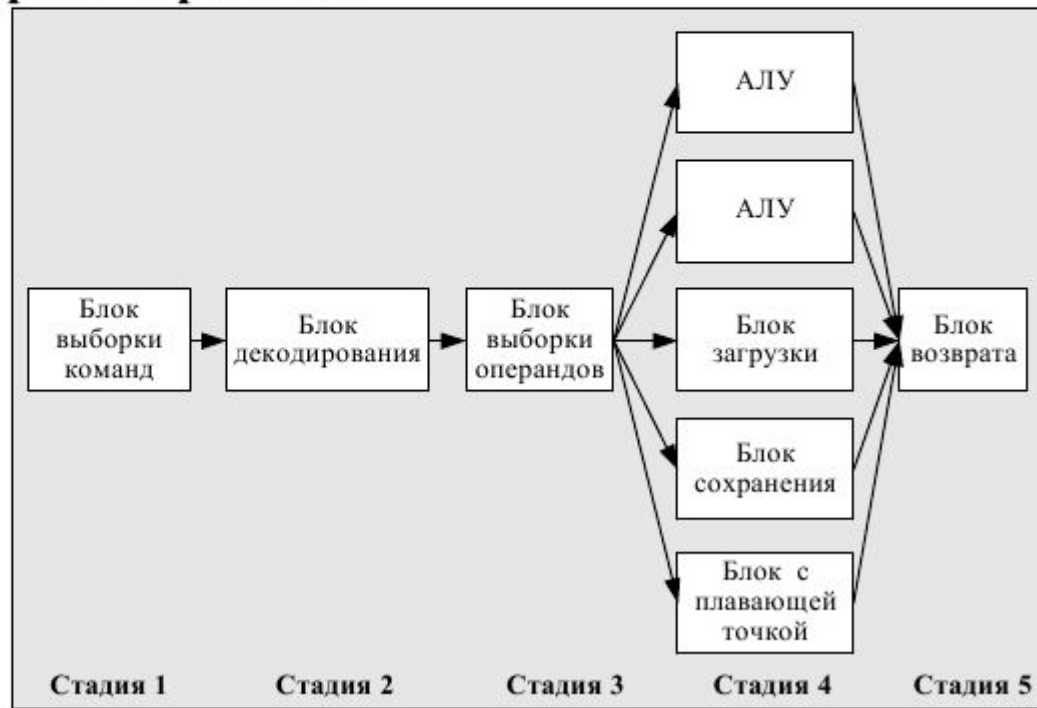 АЛУ
АЛУ
Блок
выборки
команд
Блок
декодирования
Блок
выборки
операндов
Блок
загрузки
Блок
возврата
Блок
сохранения
Блок с
плавающей
точкой
Стадия 1
Стадия 2
Стадия 3
Стадия 4
Стадия 5